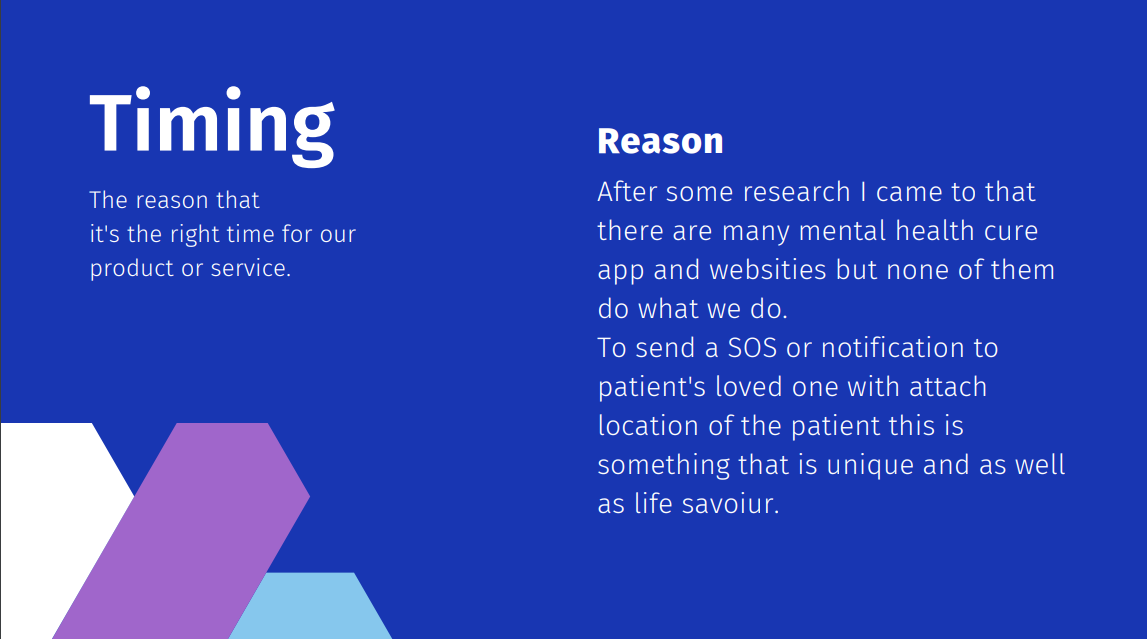 Timing
The reason that
it's the right time for our
product or service.
Reason
After some research I came to that
there are many mental health cure
app and websities but none of them
do what we do.
To send a SOS or notification to
patient's loved one with attach
location of the patient this is
something that is unique and as well
as life savoiur.